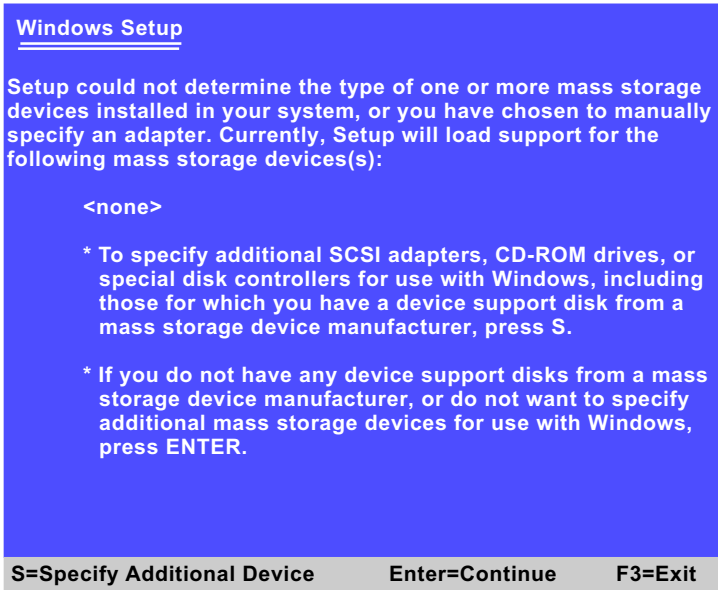 Windows Setup
Setup could not determine the type of one or more mass storage
devices installed in your system, or you have chosen to manually
specify an adapter. Currently, Setup will load support for the
following mass storage devices(s):
<none>
* To specify additional SCSI adapters, CD-ROM drives, or
special disk controllers for use with Windows, including
those for which you have a device support disk from a
mass storage device manufacturer, press S.
* If you do not have any device support disks from a mass
storage device manufacturer, or do not want to specify
additional mass storage devices for use with Windows,
press ENTER.
S=Specify Additional Device Enter=Continue F3=Exit